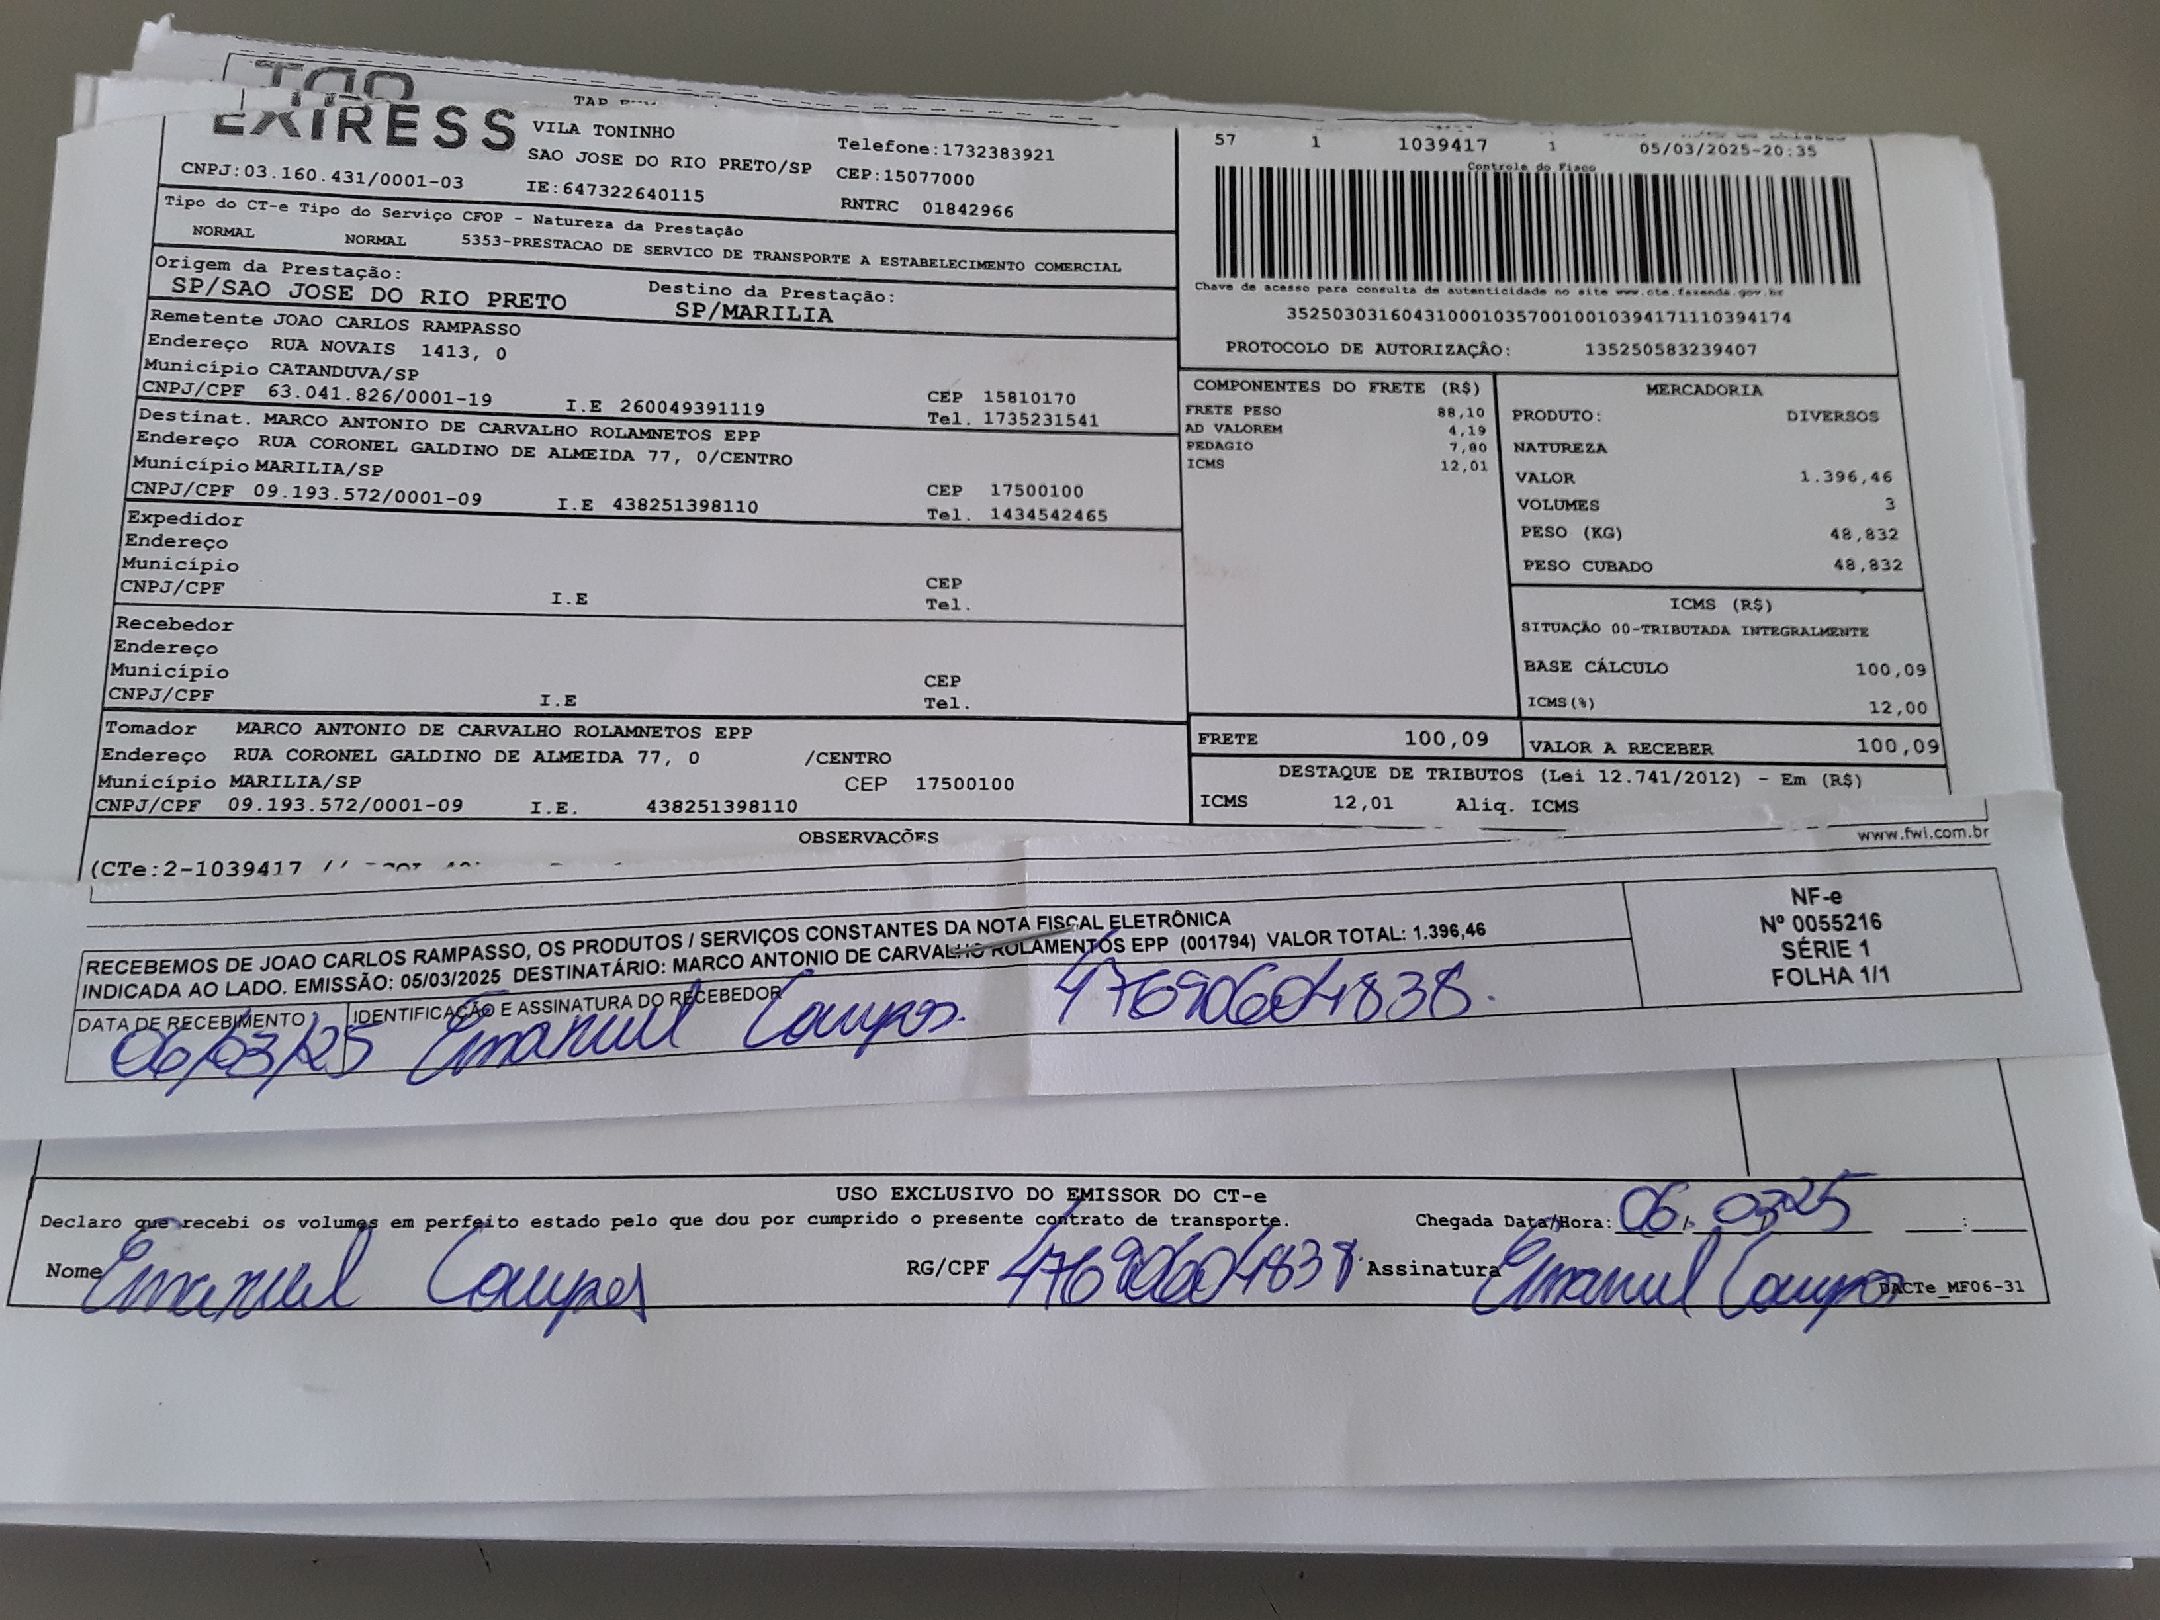 EXPRESS
VILA TONINHO
Telefone:1732383921
SAO JOSE DO RIO PRETO/SP CEP:15077000
CNPJ:03.160.431/0001-03 IE:647322640115 RNTRC 01842966
Tipo do CT-e Tipo do Serviço CFOP - Natureza da Prestação
NORMAL NORMAL 5353-PRESTACAO DE SERVICO DE TRANSPORTE A ESTABELECIMENTO COMERCIAL
Origem da Prestação: Destino da Prestação:
SP/SAO JOSE DO RIO PRETO SP/MARILIA
Remetente JOAO CARLOS RAMPASSO
Endereço RUA NOVAIS 1413, 0
Município CATANDUVA/SP CEP 15810170
CNPJ/CPF 63.041.826/0001-19 I.E 260049391119 Tel. 1735231541
Destinat. MARCO ANTONIO DE CARVALHO ROLAMNETOS EPP
Endereço RUA CORONEL GALDINO DE ALMEIDA 77, 0/CENTRO
Município MARILIA/SP CEP 17500100
CNPJ/CPF 09.193.572/0001-09 I.E 438251398110 Tel. 1434542465
Expedidor
Endereço
Município CEP
CNPJ/CPF I.E Tel.
Recebedor
Endereço
Município CEP
CNPJ/CPF I.E Tel.
Tomador MARCO ANTONIO DE CARVALHO ROLAMNETOS EPP
Endereço RUA CORONEL GALDINO DE ALMEIDA 77, 0 /CENTRO
Município MARILIA/SP CEP 17500100
CNPJ/CPF 09.193.572/0001-09 I.E. 438251398110
57 1 1039417 1 05/03/2025-20:35
Controle do Fisco
Chave de acesso para consulta de autenticidade no site www.cte.fazenda.gov.br
35250303160431000103570010010394171110394174
PROTOCOLO DE AUTORIZAÇÂO: 135250583239407
COMPONENTES DO FRETE (R$)
FRETE PESO 88,10
AD VALOREM 4,19
PEDAGIO 7,80
ICMS 12,01
MERCADORIA
PRODUTO: DIVERSOS
NATUREZA
VALOR 1.396,46
VOLUMES 3
PESO (KG) 48,832
PESO CUBADO 48,832
ICMS (R$)
SITUAÇÃO 00-TRIBUTADA INTEGRALMENTE
BASE CÁLCULO 100,09
ICMS(%) 12,00
FRETE 100,09 VALOR A RECEBER 100,09
DESTAQUE DE TRIBUTOS (Lei 12.741/2012) - Em (R$)
ICMS 12,01 Aliq. ICMS
OBSERVAÇÕES
(CTe:2-1039417
www.fwi.com.br
RECEBEMOS DE JOAO CARLOS RAMPASSO, OS PRODUTOS / SERVIÇOS CONSTANTES DA NOTA FISCAL ELETRÔNICA
INDICADA AO LADO. EMISSÃO: 05/03/2025 DESTINATÁRIO: MARCO ANTONIO DE CARVALHO ROLAMENTOS EPP (001794) VALOR TOTAL: 1.396,46
DATA DE RECEBIMENTO IDENTIFICAÇÃO E ASSINATURA DO RECEBEDOR
06/03/25 Emanuel Campos. 47690604838.
NF-e
Nº 0055216
SÉRIE 1
FOLHA 1/1
USO EXCLUSIVO DO EMISSOR DO CT-e
Declaro que recebi os volumes em perfeito estado pelo que dou por cumprido o presente contrato de transporte. Chegada Data/Hora: 06/03/25 __:__
Nome Emanuel Campos RG/CPF 47690604838 Assinatura Emanuel Campos
DACTe_MF06-31